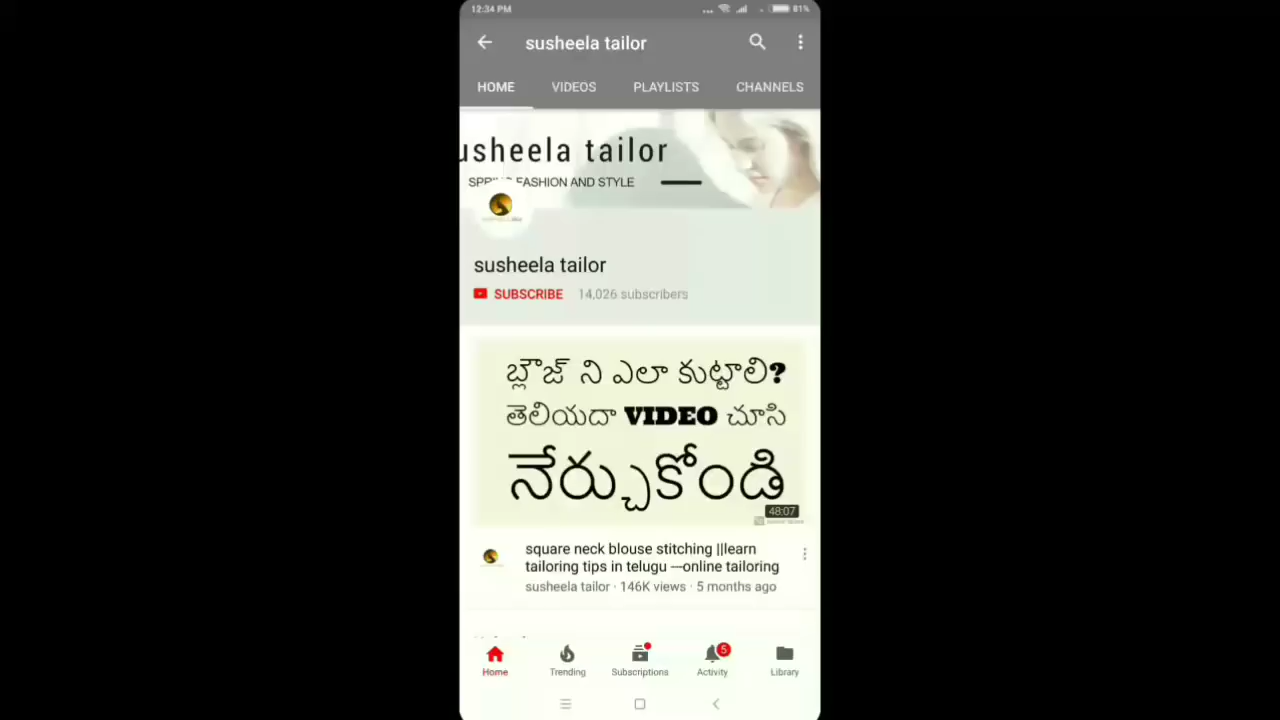 12:34 PM
81%
susheela tailor
HOME VIDEOS PLAYLISTS CHANNELS
usheela tailor
FASHION AND STYLE
susheela tailor
SUBSCRIBE 14,026 subscribers
బ్లౌజ్ ని ఎలా కుట్టాలి?
తెలియదా VIDEO చూసి
నేర్చుకోండి
48:07
square neck blouse stitching ||learn
tailoring tips in telugu ---online tailoring
susheela tailor · 146K views · 5 months ago
5
Home Trending Subscriptions Activity Library